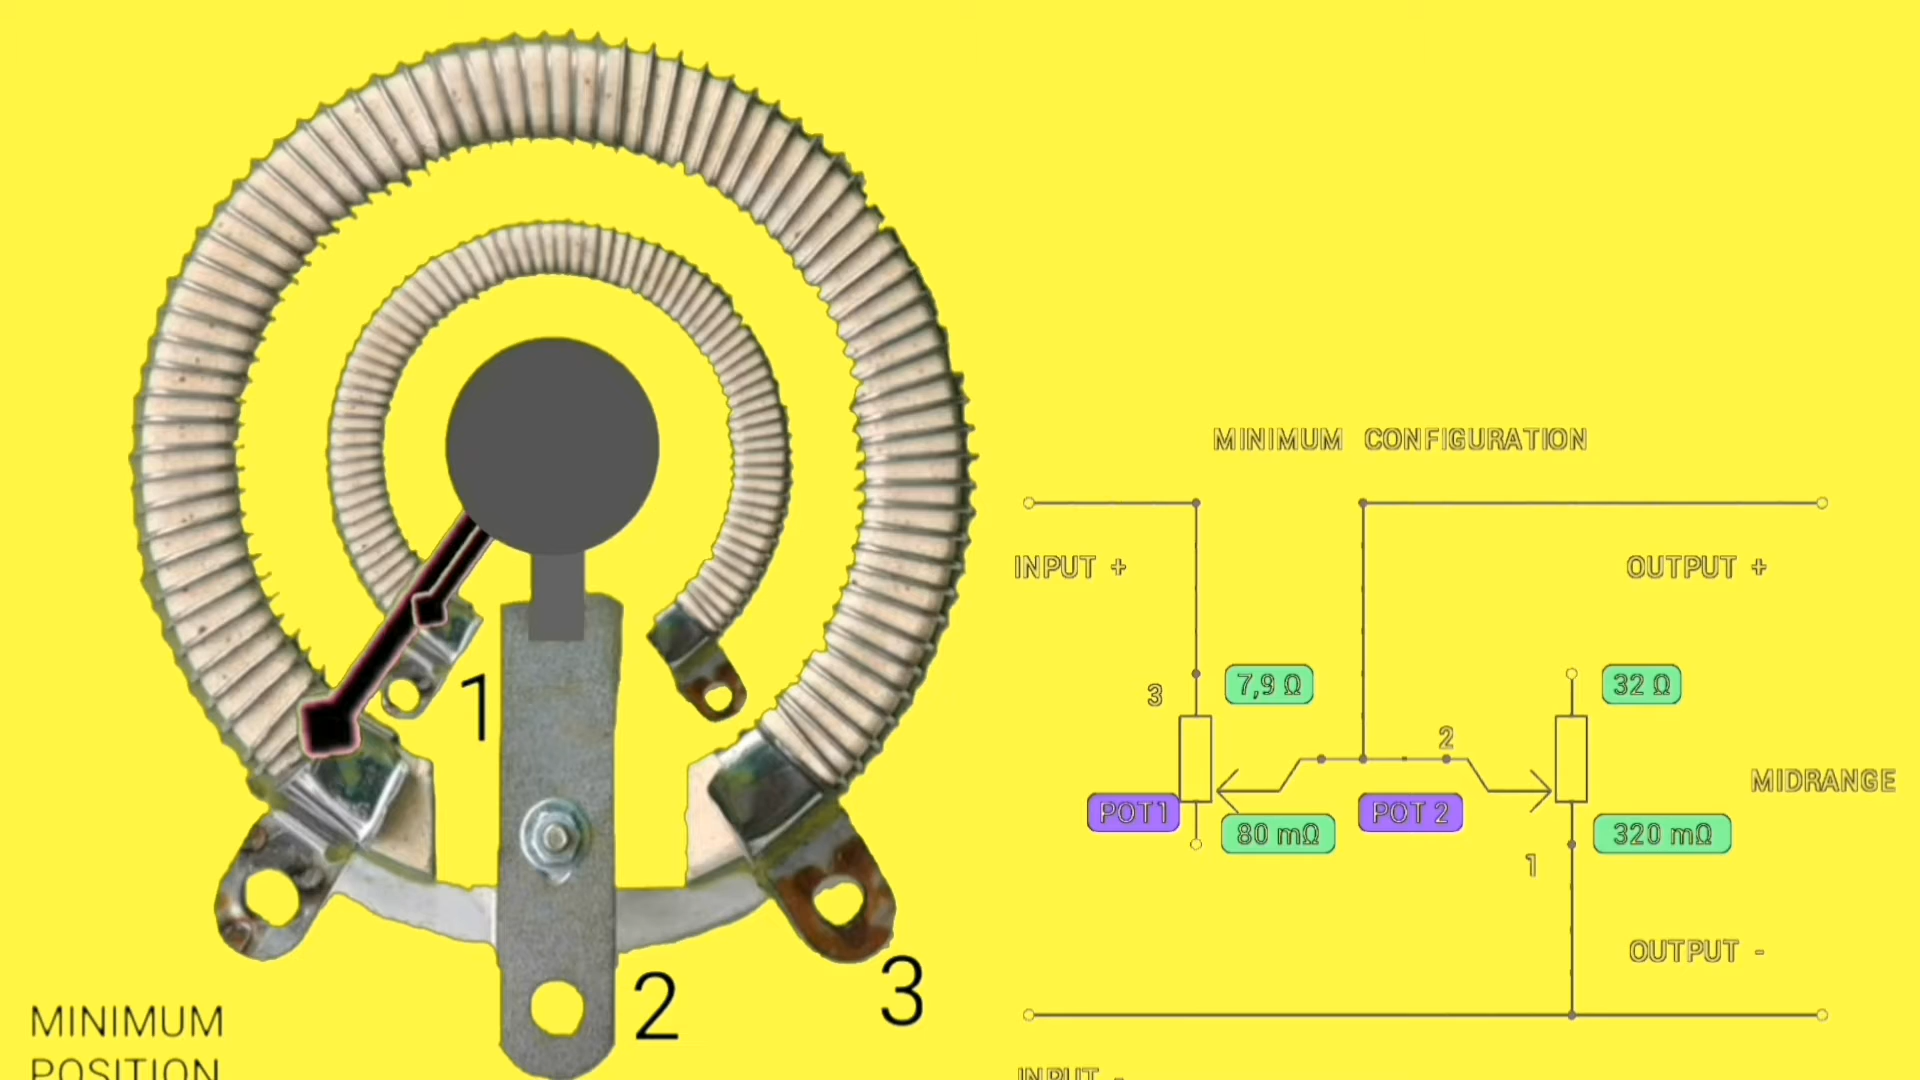 MINIMUM CONFIGURATION
INPUT +
OUTPUT +
3
7,9 Ω
32 Ω
1
2
MIDRANGE
POT1
POT 2
80 mΩ
320 mΩ
1
OUTPUT -
2
3
MINIMUM
POSITION
INPUT -